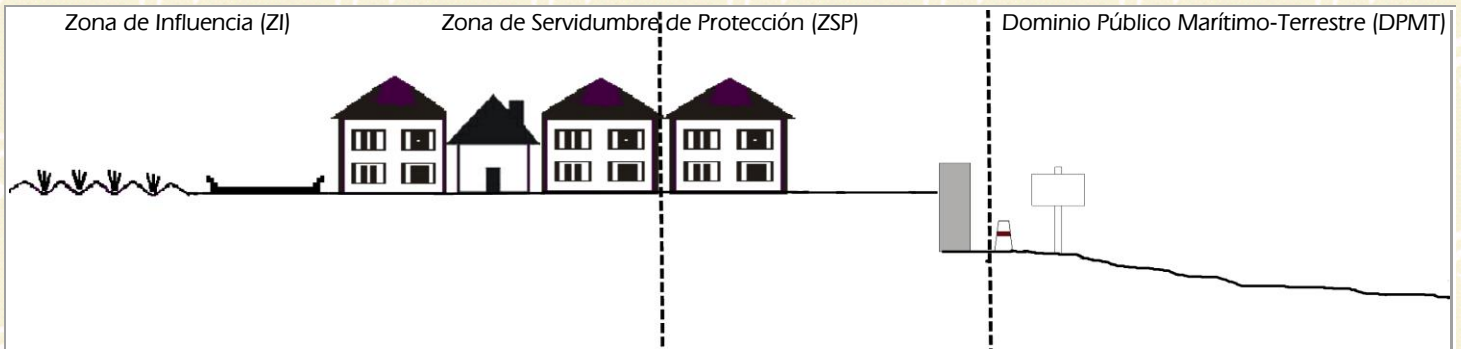 Zona de Influencia (ZI) Zona de Servidumbre de Protección (ZSP) Dominio Público Marítimo-Terrestre (DPMT)